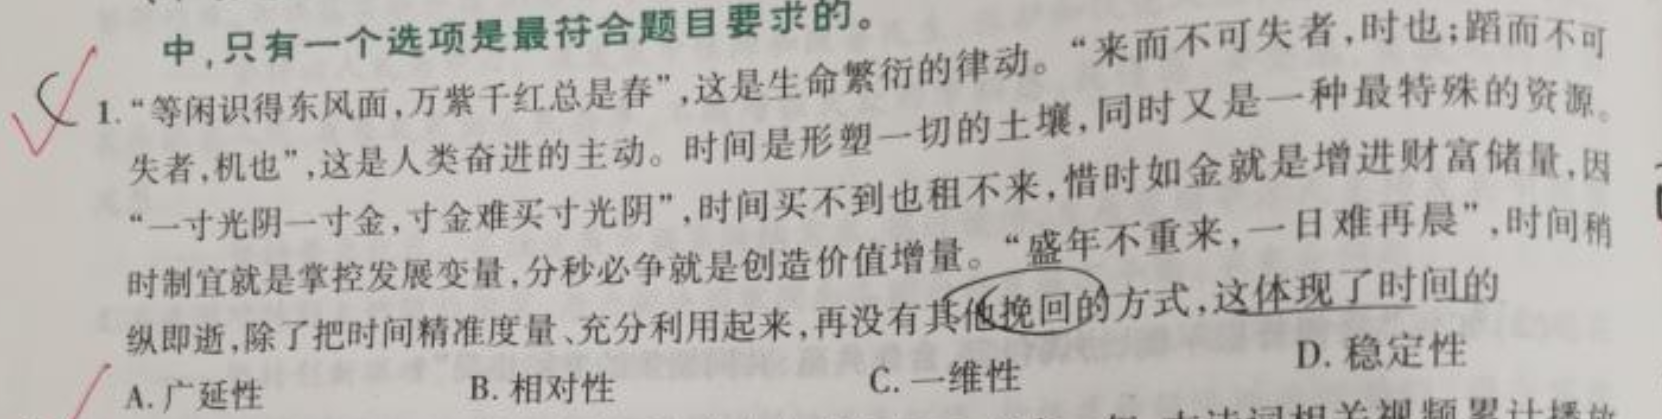 中，只有一个选项是最符合题目要求的。
C 1.“等闲识得东风面，万紫千红总是春”，这是生命繁衍的律动。“来而不可失者，时也；蹈而不可
失者，机也”，这是人类奋进的主动。时间是形塑一切的土壤，同时又是一种最特殊的资源。
“一寸光阴一寸金，寸金难买寸光阴”，时间买不到也租不来，惜时如金就是增进财富储量，因
时制宜就是掌控发展变量，分秒必争就是创造价值增量。“盛年不重来，一日难再晨”，时间稍
纵即逝，除了把时间精准度量、充分利用起来，再没有其他挽回的方式，这体现了时间的
A. 广延性 B. 相对性 C. 一维性 D. 稳定性